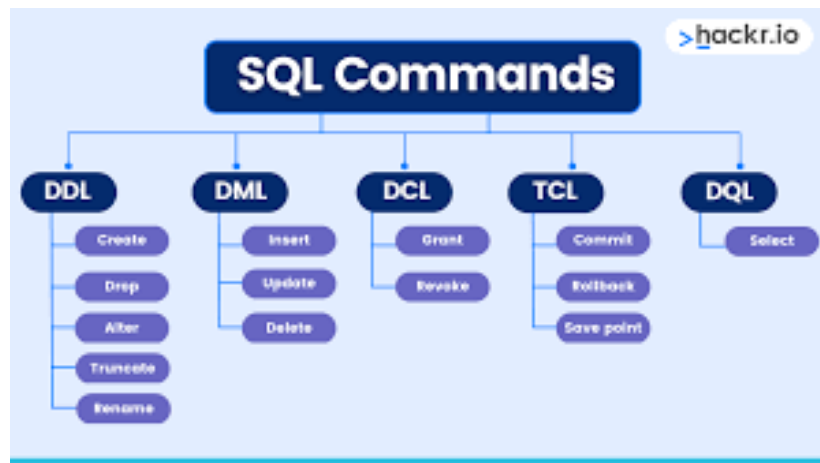 >hackr.io
SQL Commands
DDL
Create
Drop
Alter
Truncate
Rename
DML
Insert
Update
Delete
DCL
Grant
Revoke
TCL
Commit
Rollback
Save point
DQL
Select